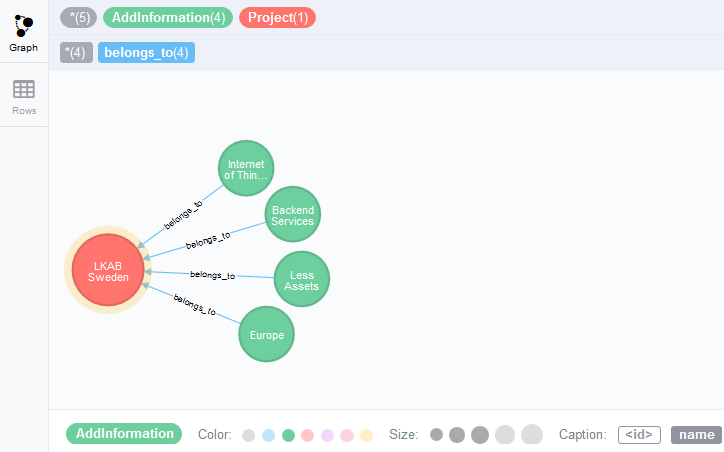 Graph
Rows
*(5) AddInformation(4) Project(1)
*(4) belongs_to(4)
Internet
of Thin...
belongs_to
Backend
Services
belongs_to
LKAB
Sweden
belongs_to
Less
Assets
belongs_to
Europe
AddInformation Color: Size: Caption: <id> name